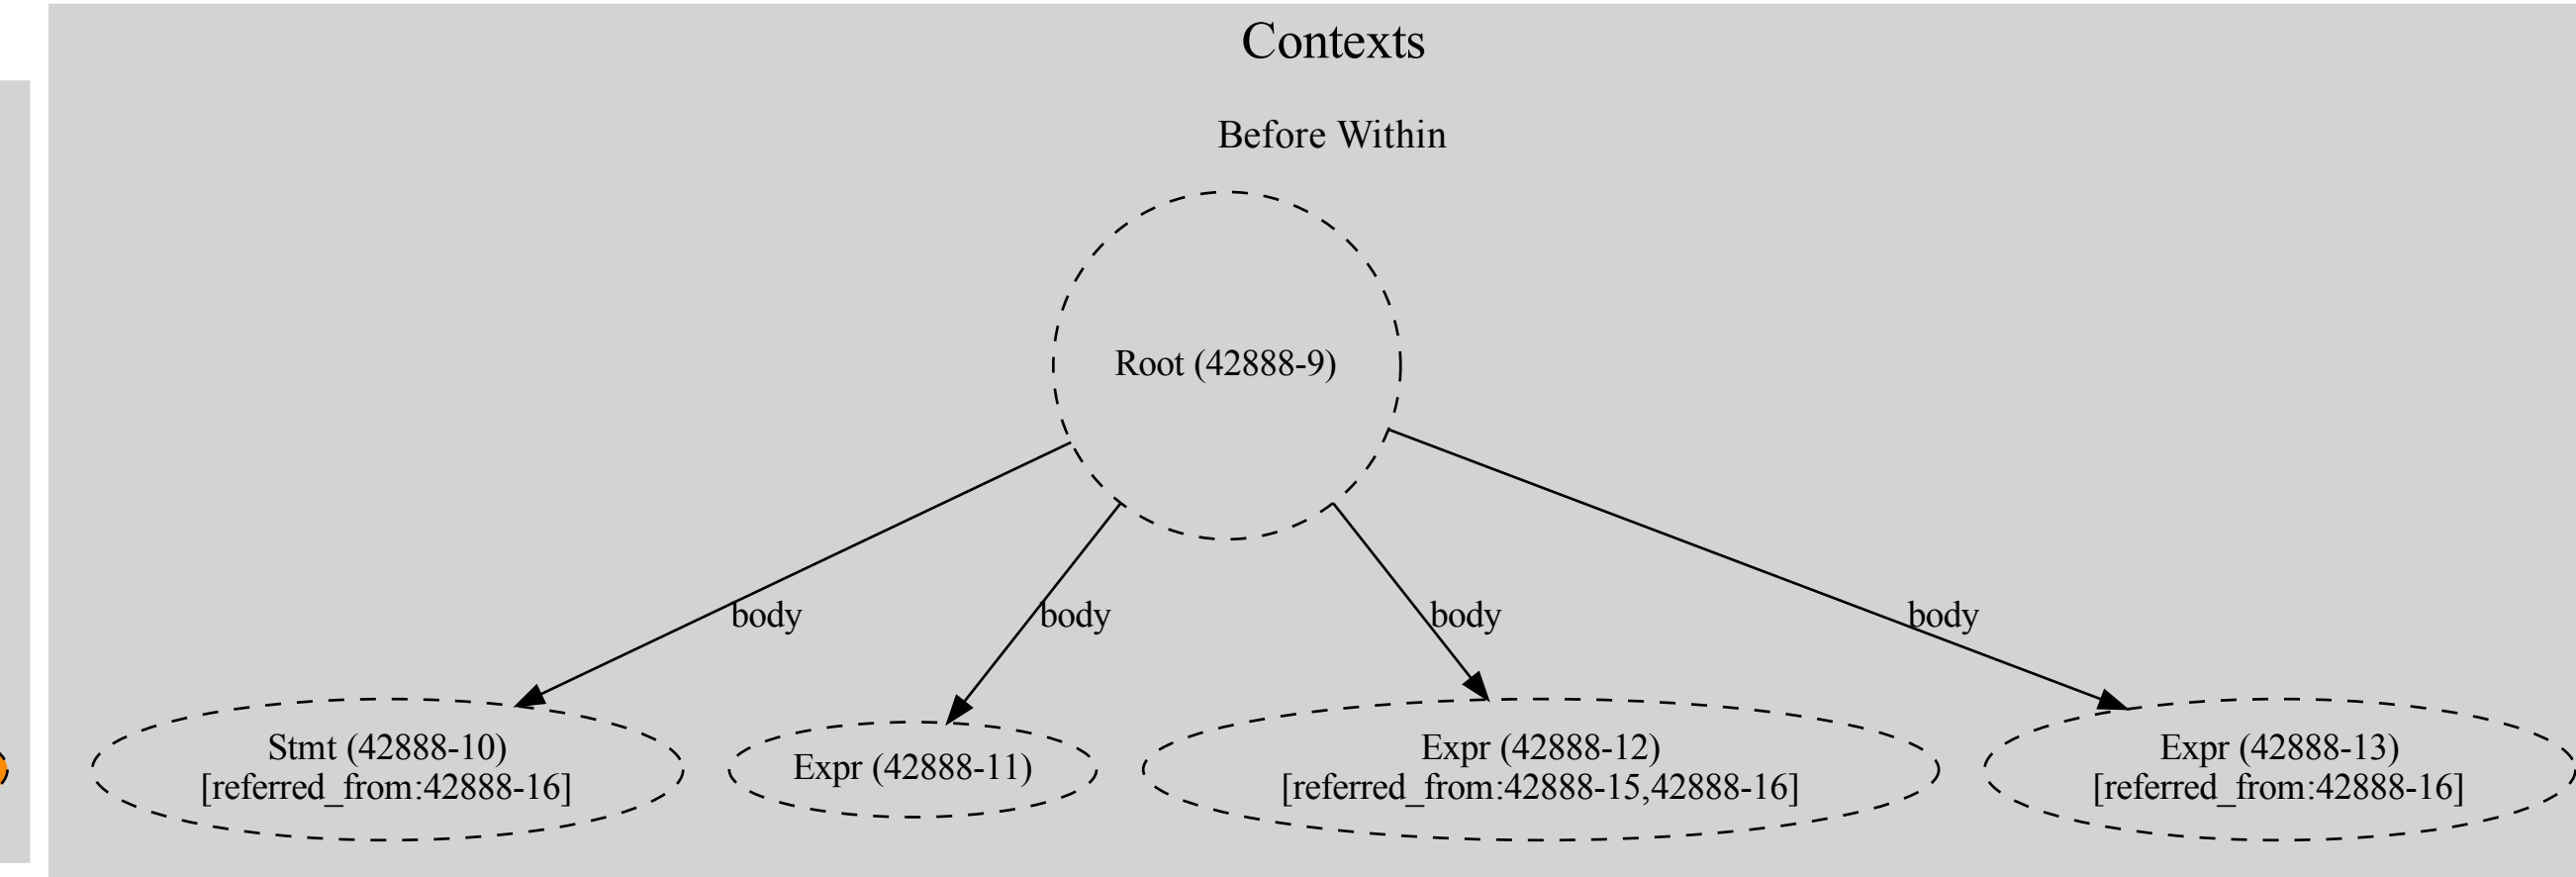 Contexts
Before Within
Root (42888-9)
body
body
body
body
Stmt (42888-10)
[referred_from:42888-16]
Expr (42888-11)
Expr (42888-12)
[referred_from:42888-15,42888-16]
Expr (42888-13)
[referred_from:42888-16]